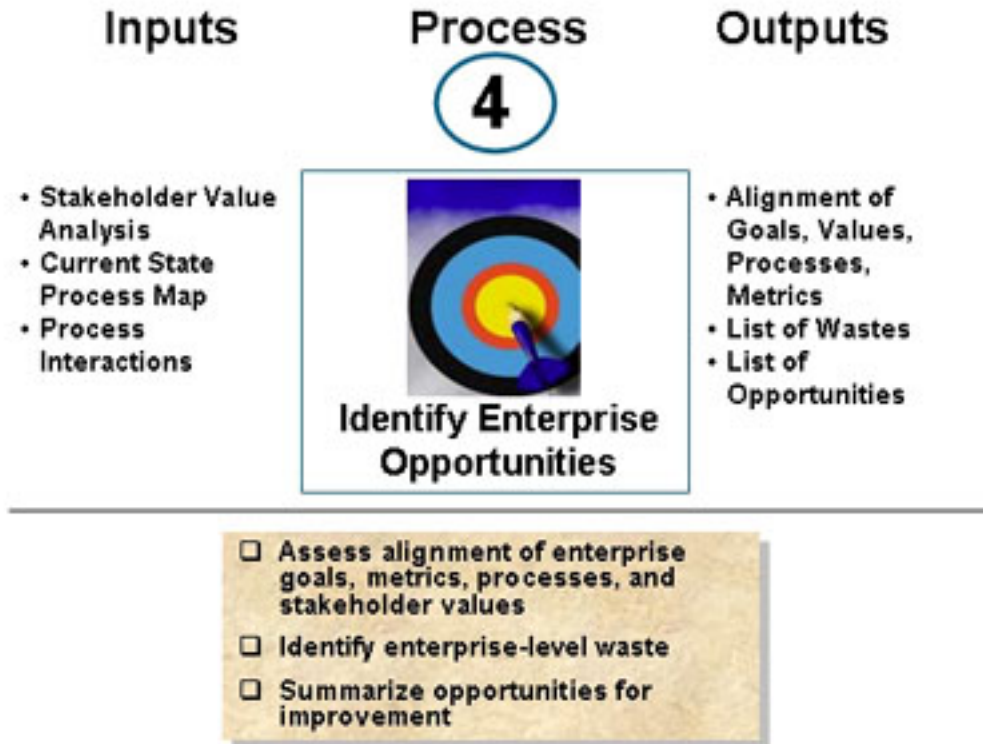 Inputs
Process
Outputs
4
• Stakeholder Value
Analysis
• Current State
Process Map
• Process
Interactions
Identify Enterprise
Opportunities
• Alignment of
Goals, Values,
Processes,
Metrics
• List of Wastes
• List of
Opportunities
❑ Assess alignment of enterprise
goals, metrics, processes, and
stakeholder values
❑ Identify enterprise-level waste
❑ Summarize opportunities for
improvement